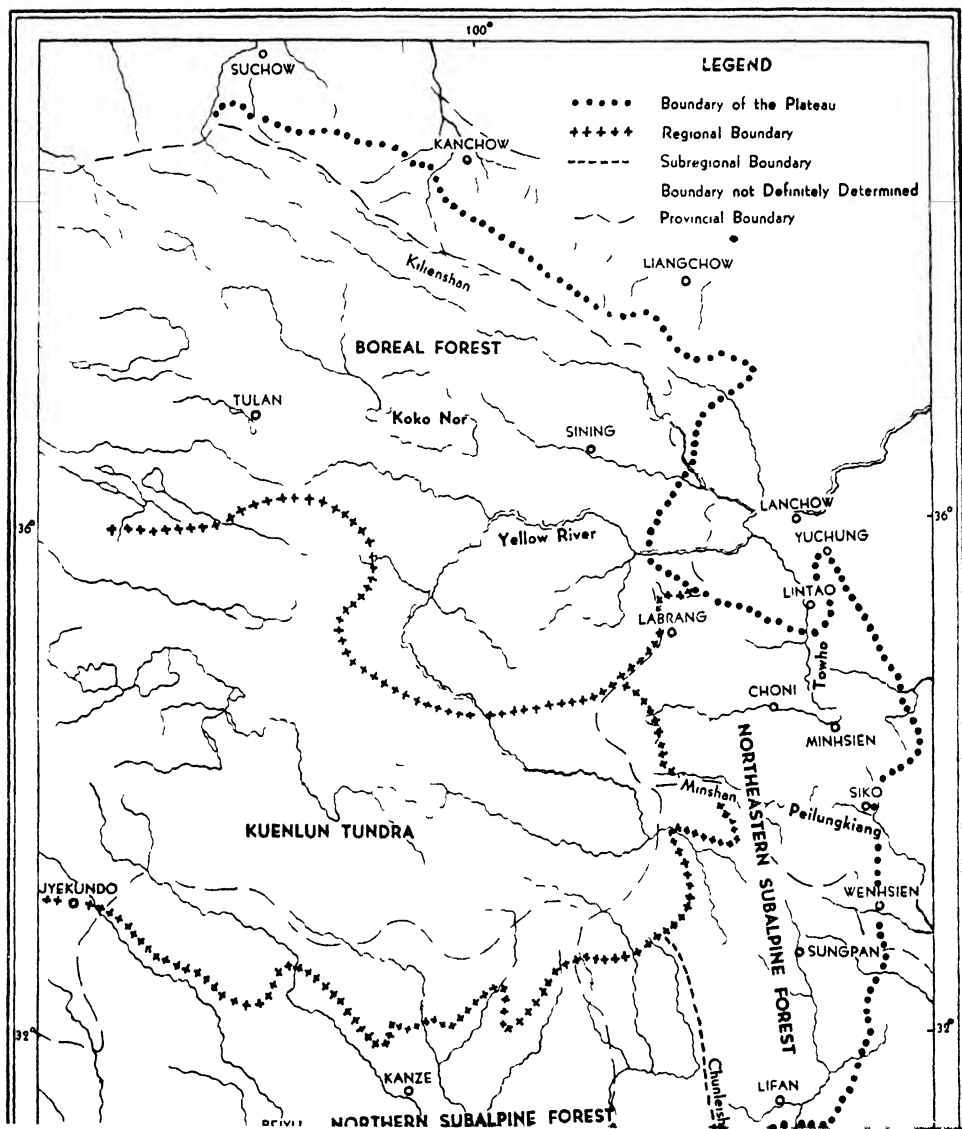 100°
SUCHOW
LEGEND
Boundary of the Plateau
Regional Boundary
KANCHOW
Subregional Boundary
Boundary not Definitely Determined
Provincial Boundary
LIANGCHOW
Kilienshan
BOREAL FOREST
TULAN
Koko Nor
SINING
LANCHOW
36°
36°
YUCHUNG
Yellow River
LINTAO
LABRANG
Towho
CHONI
MINHSIEN
NORTHEASTERN SUBALPINE FOREST
Minshan
SIKO
Peilungkiang
KUENLUN TUNDRA
JYEKUNDO
WENHSIEN
SUNGPAN
32°
Chunleish
KANZE
LIFAN
NORTHERN SUBALPINE FOREST